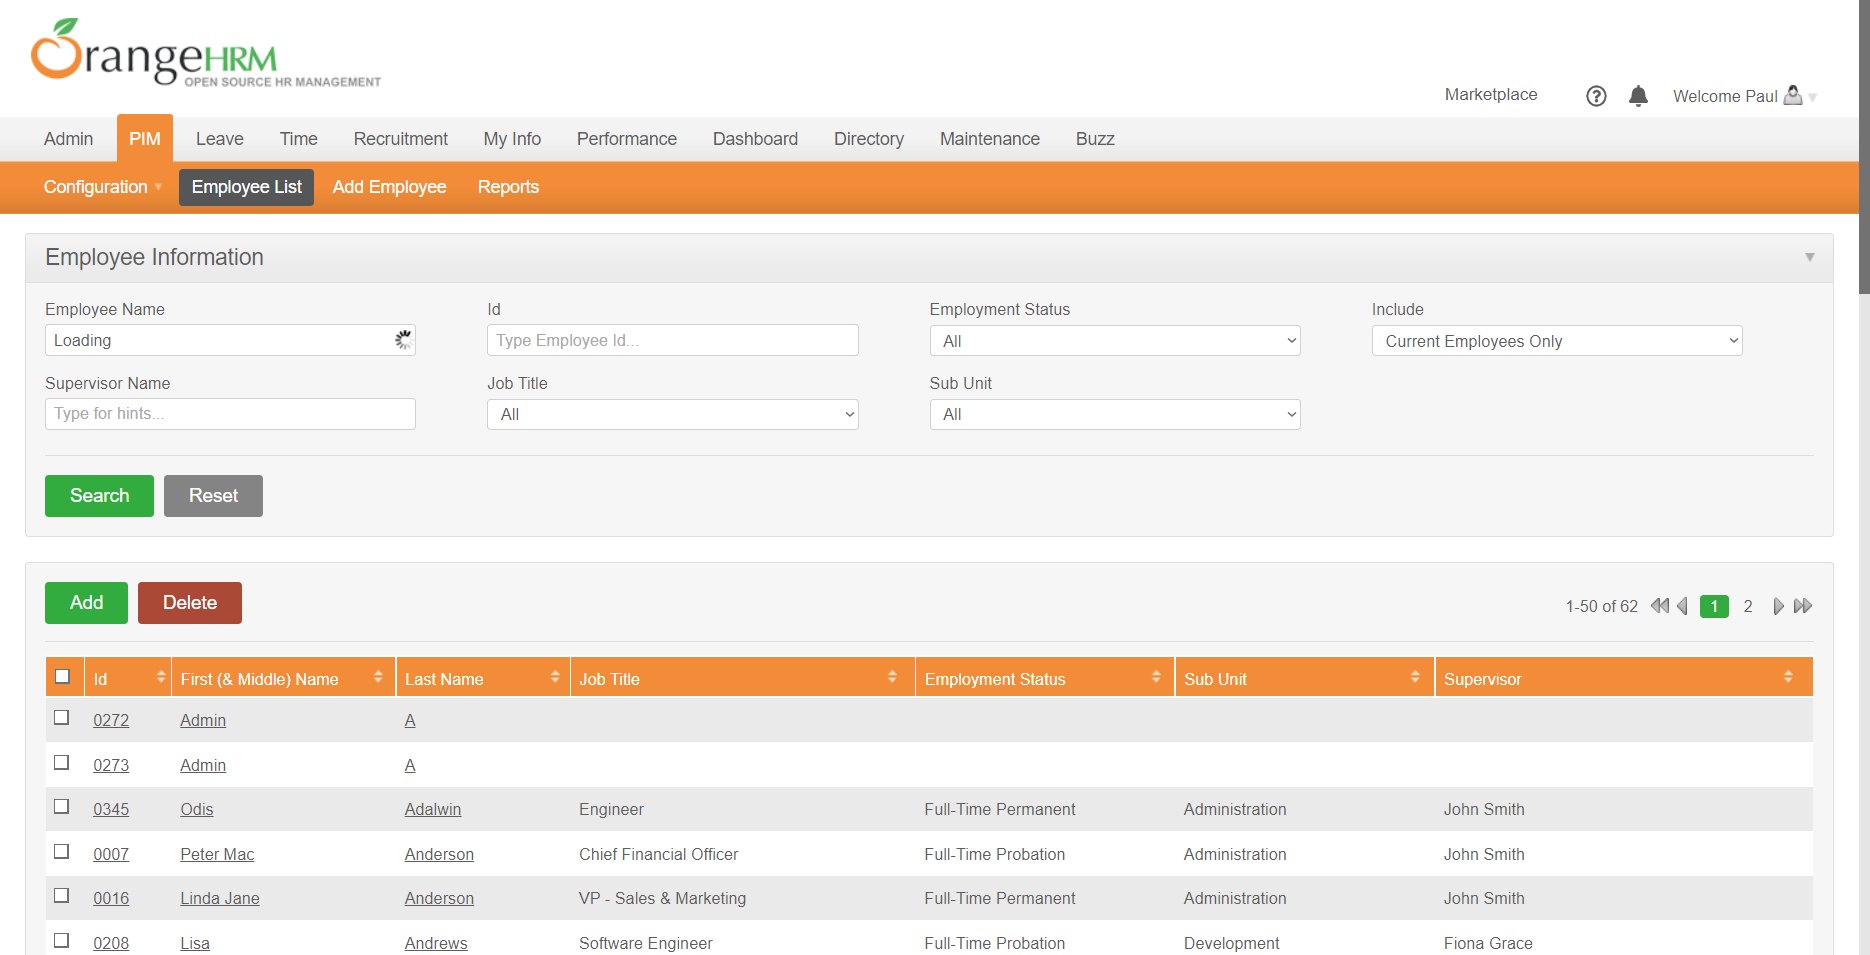 OrangeHRM
OPEN SOURCE HR MANAGEMENT
Marketplace
?
Welcome Paul
Admin PIM Leave Time Recruitment My Info Performance Dashboard Directory Maintenance Buzz
Configuration Employee List Add Employee Reports
Employee Information
Employee Name Id Employment Status Include
Loading Type Employee Id... All Current Employees Only
Supervisor Name Job Title Sub Unit
Type for hints... All All
Search Reset
Add Delete 1-50 of 62 1 2
Id First (& Middle) Name Last Name Job Title Employment Status Sub Unit Supervisor
0272 Admin A
0273 Admin A
0345 Odis Adalwin Engineer Full-Time Permanent Administration John Smith
0007 Peter Mac Anderson Chief Financial Officer Full-Time Probation Administration John Smith
0016 Linda Jane Anderson VP - Sales & Marketing Full-Time Permanent Administration John Smith
0208 Lisa Andrews Software Engineer Full-Time Probation Development Fiona Grace